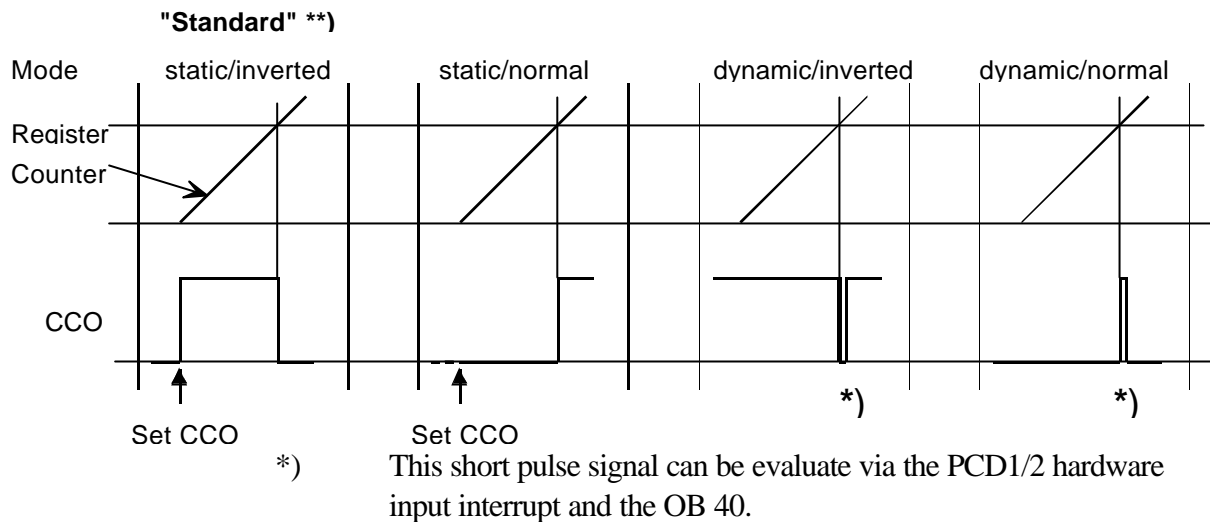 "Standard" **)
Mode static/inverted static/normal dynamic/inverted dynamic/normal
Register
Counter
CCO
*) *)
Set CCO Set CCO
*) This short pulse signal can be evaluate via the PCD1/2 hardware
input interrupt and the OB 40.